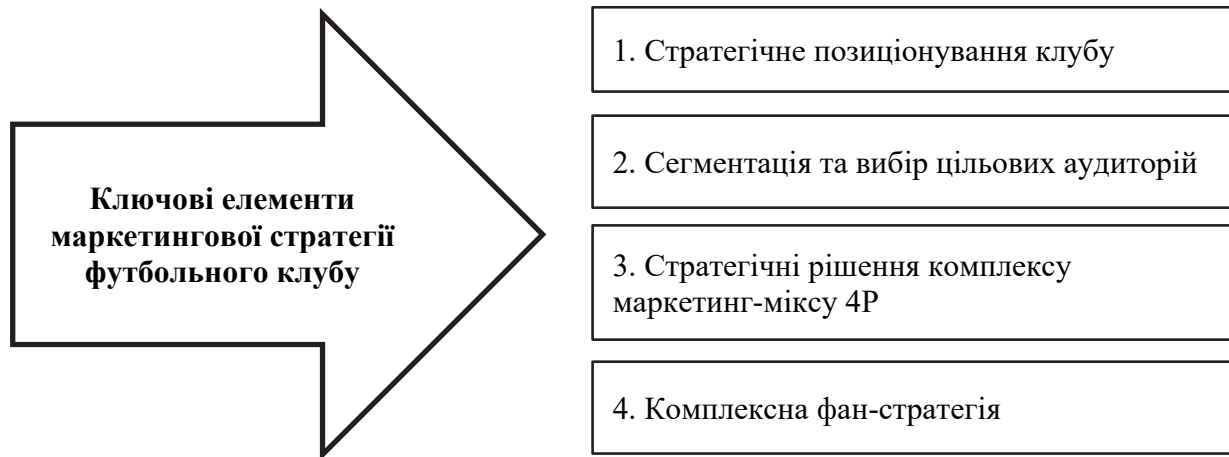 Ключові елементи
маркетингової стратегії
футбольного клубу
1. Стратегічне позиціонування клубу
2. Сегментація та вибір цільових аудиторій
3. Стратегічні рішення комплексу
маркетинг-міксу 4Р
4. Комплексна фан-стратегія